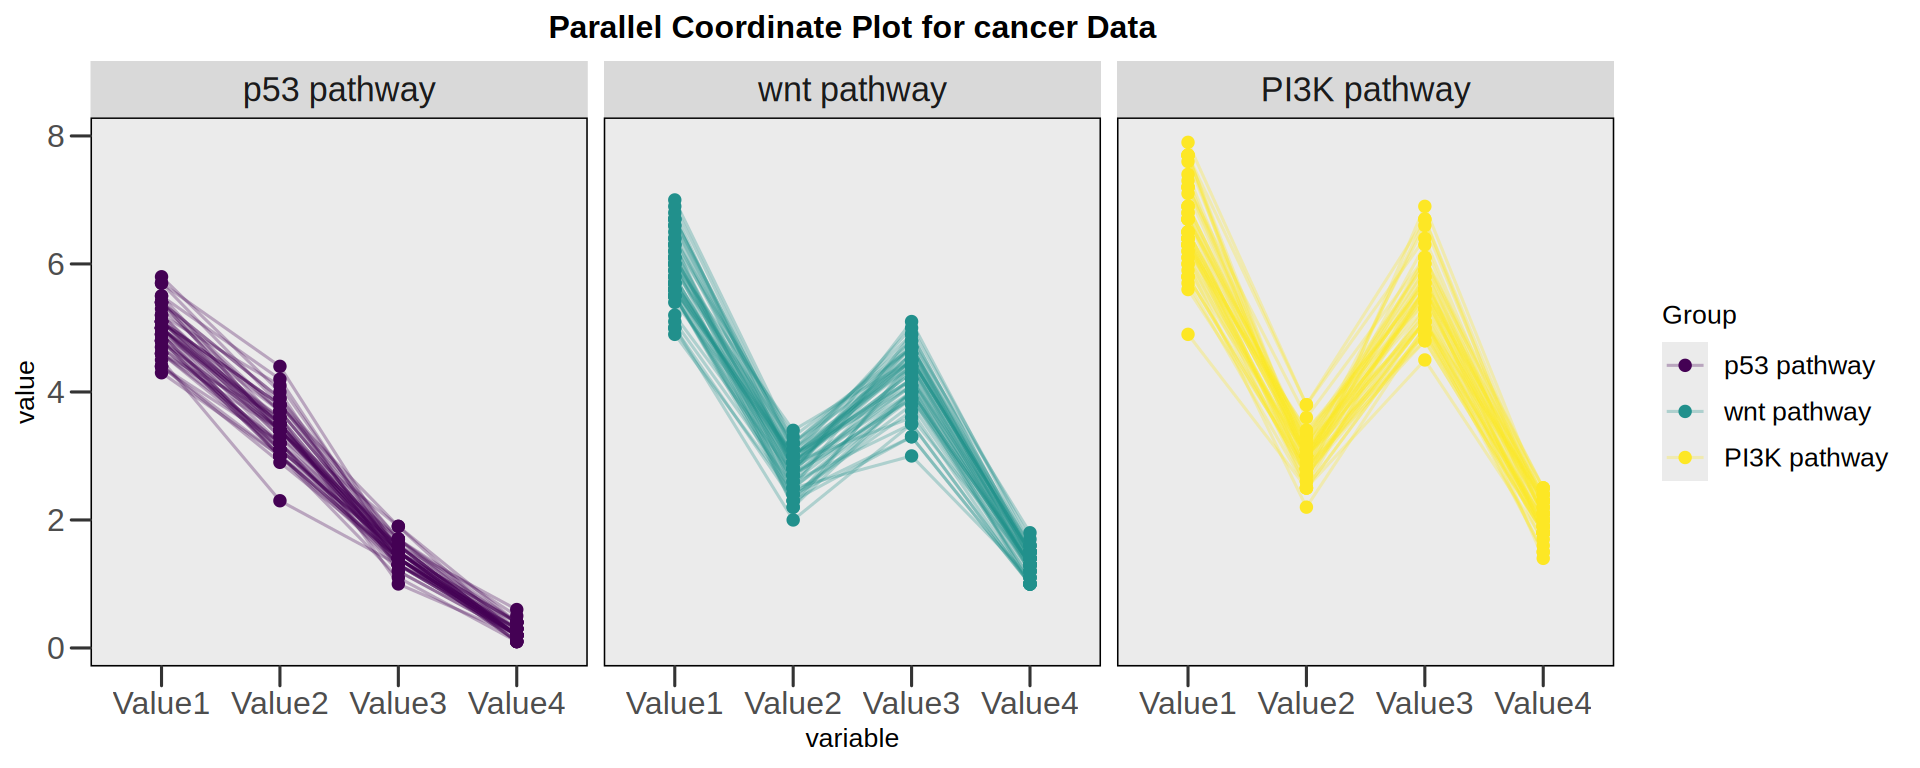 Parallel Coordinate Plot for cancer Data
p53 pathway
wnt pathway
PI3K pathway
value
8
6
4
2
0
Value1 Value2 Value3 Value4
Value1 Value2 Value3 Value4
Value1 Value2 Value3 Value4
variable
Group
p53 pathway
wnt pathway
PI3K pathway